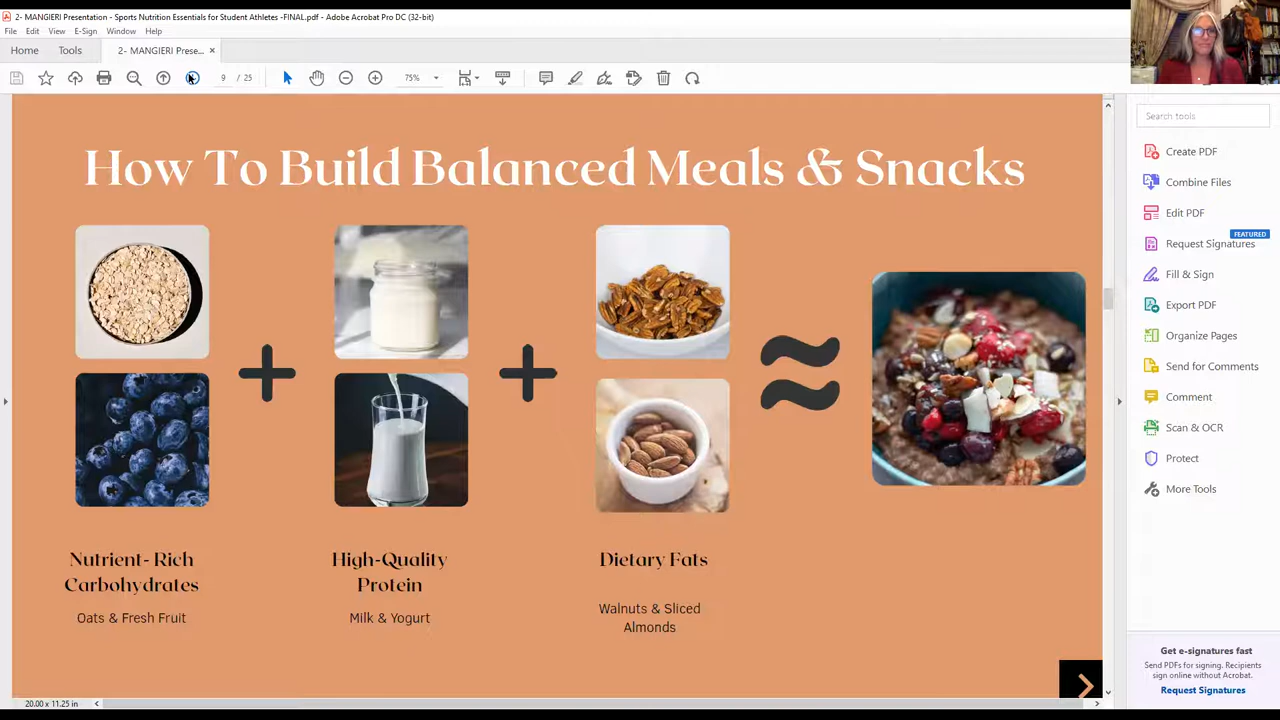 2- MANGIERI Presentation - Sports Nutrition Essentials for Student Athletes -FINAL.pdf - Adobe Acrobat Pro DC (32-bit)
File Edit View E-Sign Window Help
Home Tools 2- MANGIERI Prese... ×
9 / 25 75%
Search tools
Create PDF
Combine Files
Edit PDF
FEATURED
Request Signatures
Fill & Sign
Export PDF
Organize Pages
Send for Comments
Comment
Scan & OCR
Protect
More Tools
How To Build Balanced Meals & Snacks
+ + ≈
Nutrient- Rich
Carbohydrates
Oats & Fresh Fruit
High-Quality
Protein
Milk & Yogurt
Dietary Fats
Walnuts & Sliced
Almonds
Get e-signatures fast
Send PDFs for signing. Recipients
sign online without Acrobat.
Request Signatures
20.00 x 11.25 in